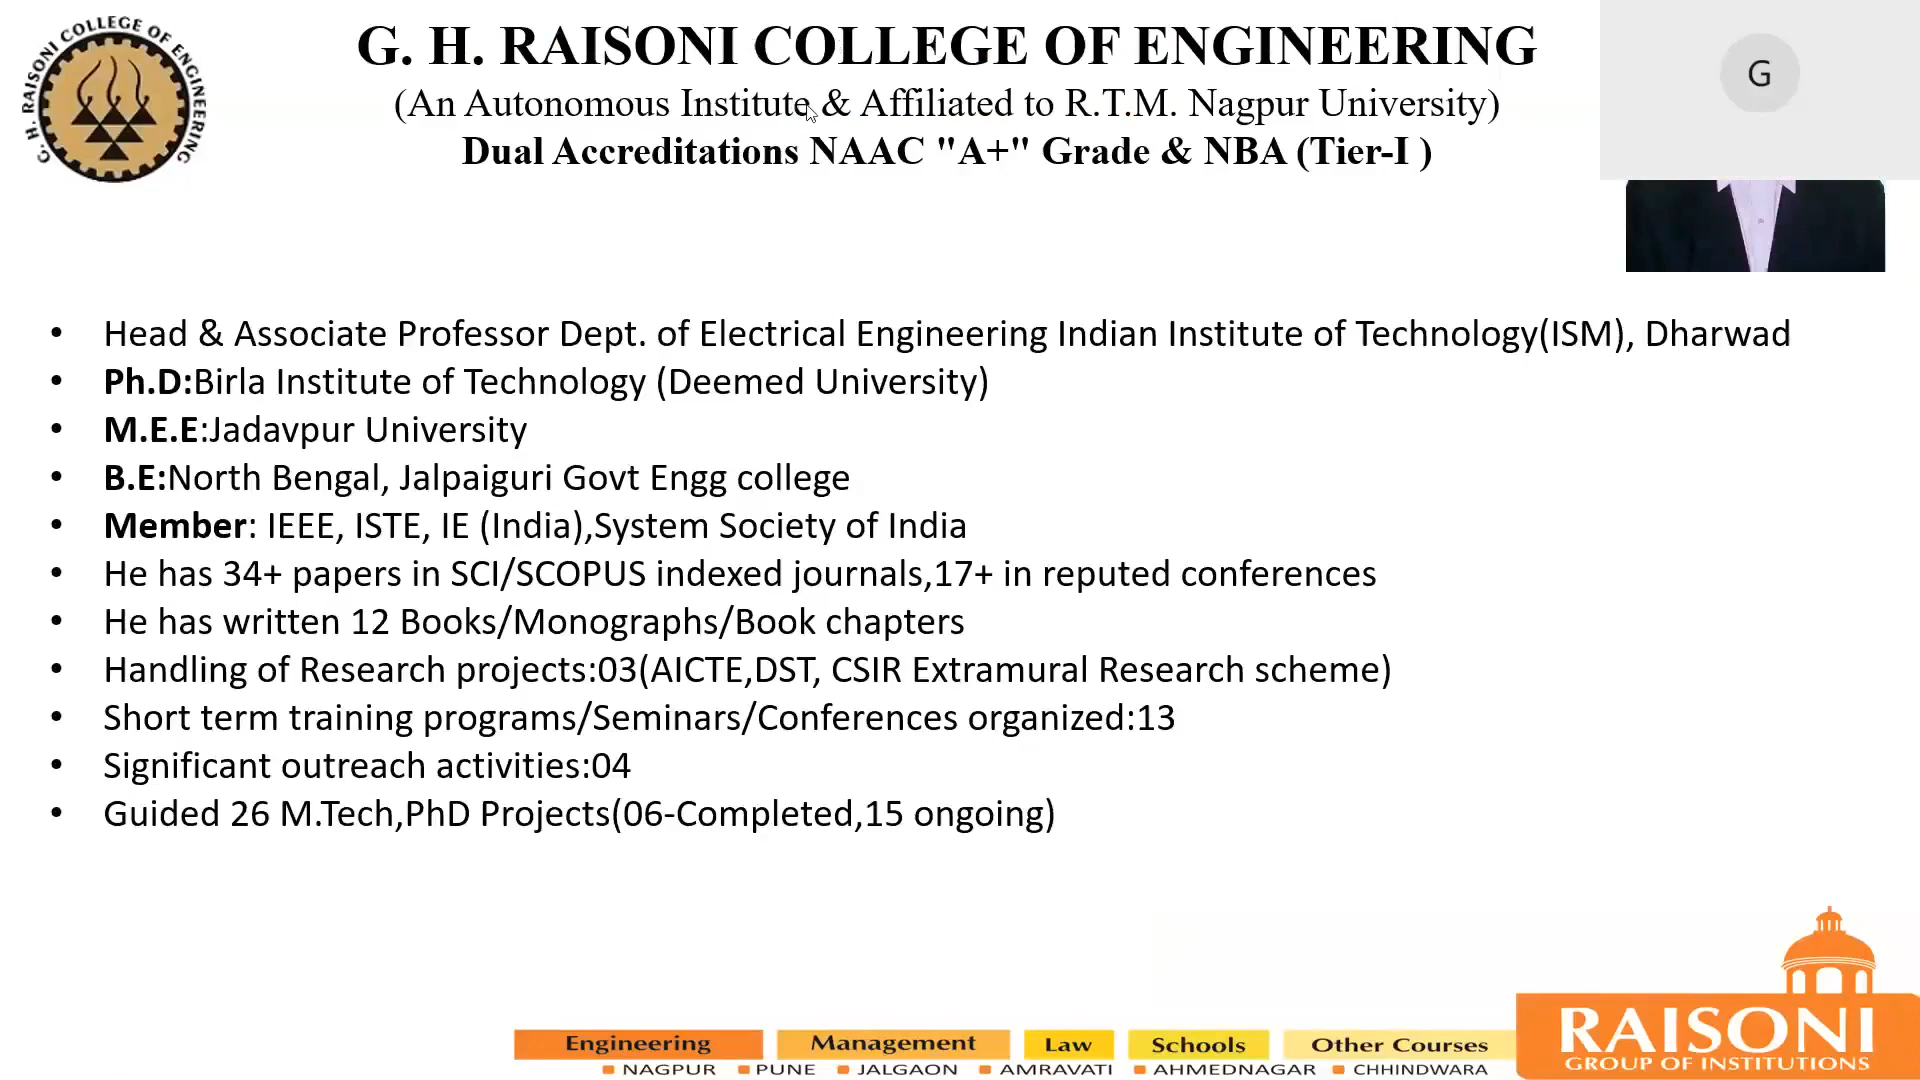 G. H. RAISONI COLLEGE OF ENGINEERING
G. H. RAISONI COLLEGE OF ENGINEERING
(An Autonomous Institute & Affiliated to R.T.M. Nagpur University)
Dual Accreditations NAAC "A+" Grade & NBA (Tier-I )
G
• Head & Associate Professor Dept. of Electrical Engineering Indian Institute of Technology(ISM), Dharwad
• Ph.D:Birla Institute of Technology (Deemed University)
• M.E.E:Jadavpur University
• B.E:North Bengal, Jalpaiguri Govt Engg college
• Member: IEEE, ISTE, IE (India),System Society of India
• He has 34+ papers in SCI/SCOPUS indexed journals,17+ in reputed conferences
• He has written 12 Books/Monographs/Book chapters
• Handling of Research projects:03(AICTE,DST, CSIR Extramural Research scheme)
• Short term training programs/Seminars/Conferences organized:13
• Significant outreach activities:04
• Guided 26 M.Tech,PhD Projects(06-Completed,15 ongoing)
Engineering Management Law Schools Other Courses
NAGPUR PUNE JALGAON AMRAVATI AHMEDNAGAR CHHINDWARA
RAISONI
GROUP OF INSTITUTIONS